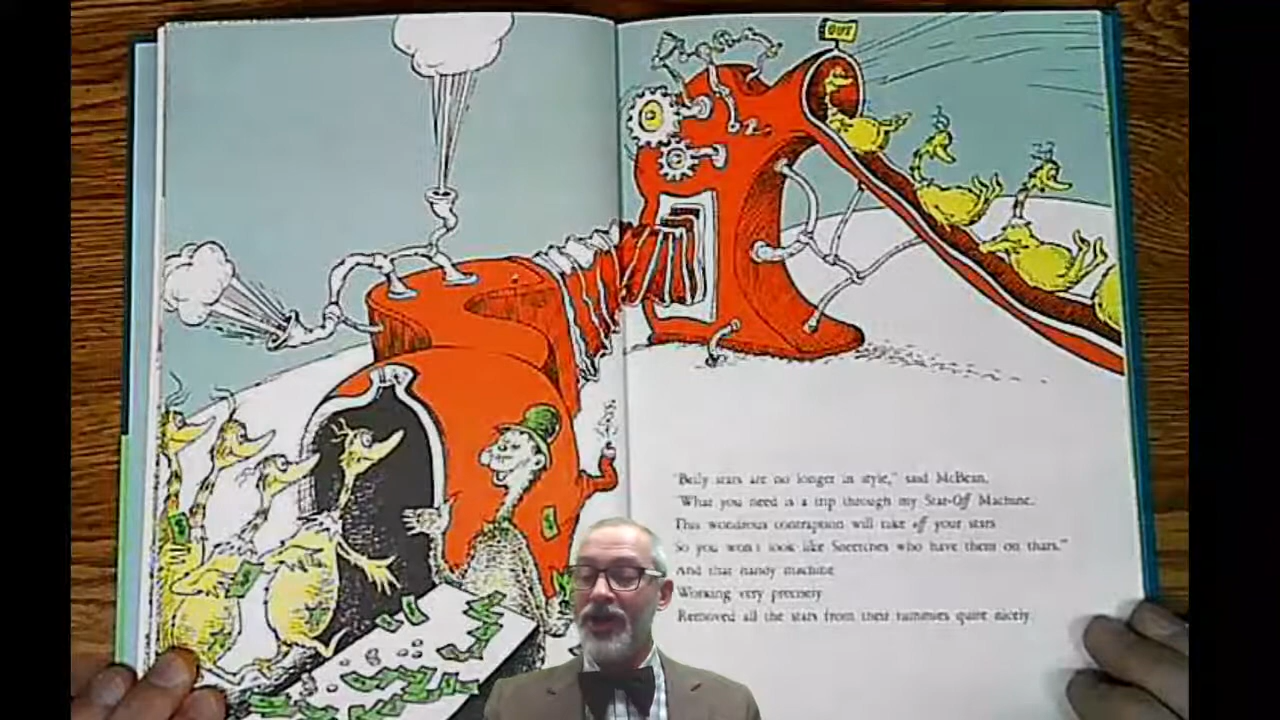 OUT
"Belly stars are no longer in style," said McBean.
"What you need is a trip through my Star-Off Machine.
This wondrous contraption will take off your stars
So you won't look like Sneetches who have them on thars."
And that handy machine
Working very precisely
Removed all the stars from their tummies quite nicely.